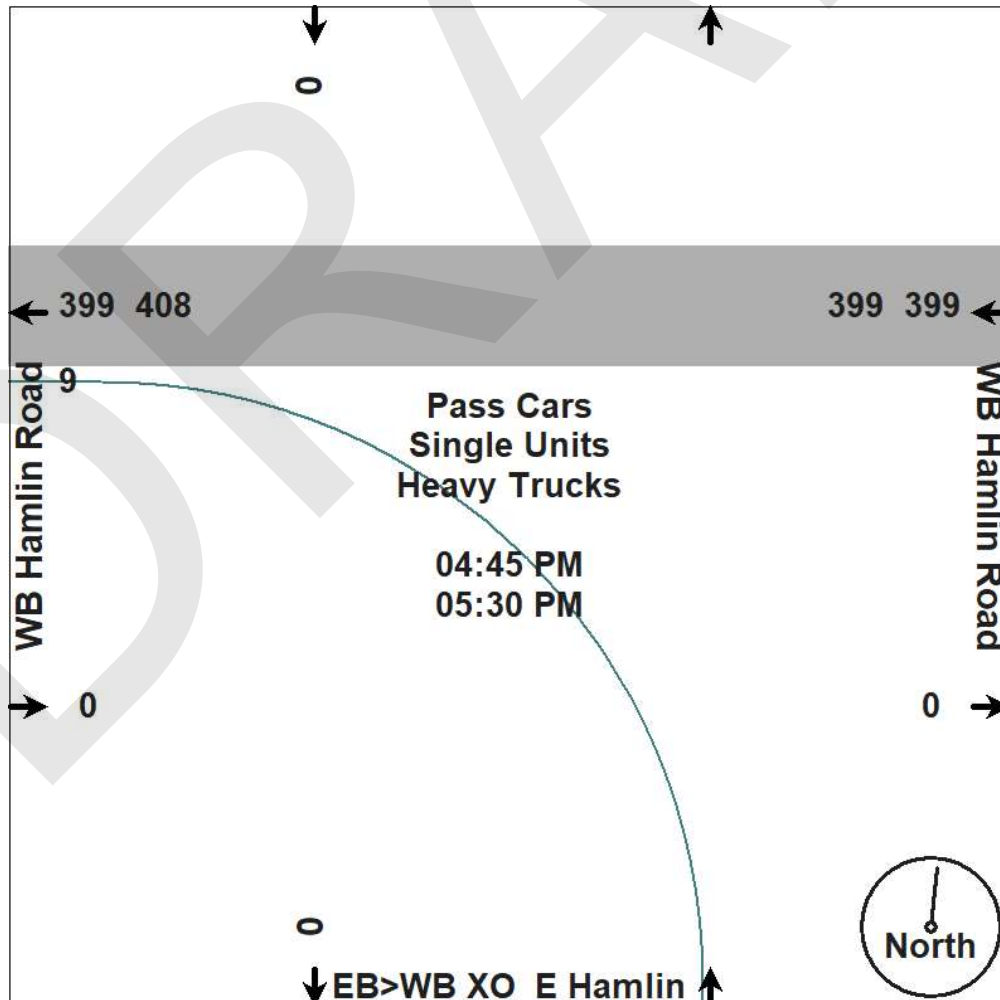 0
399 408
399 399
WB Hamlin Road
9
WB Hamlin Road
Pass Cars
Single Units
Heavy Trucks
04:45 PM
05:30 PM
0
0
0
North
EB>WB XO E Hamlin
DRA